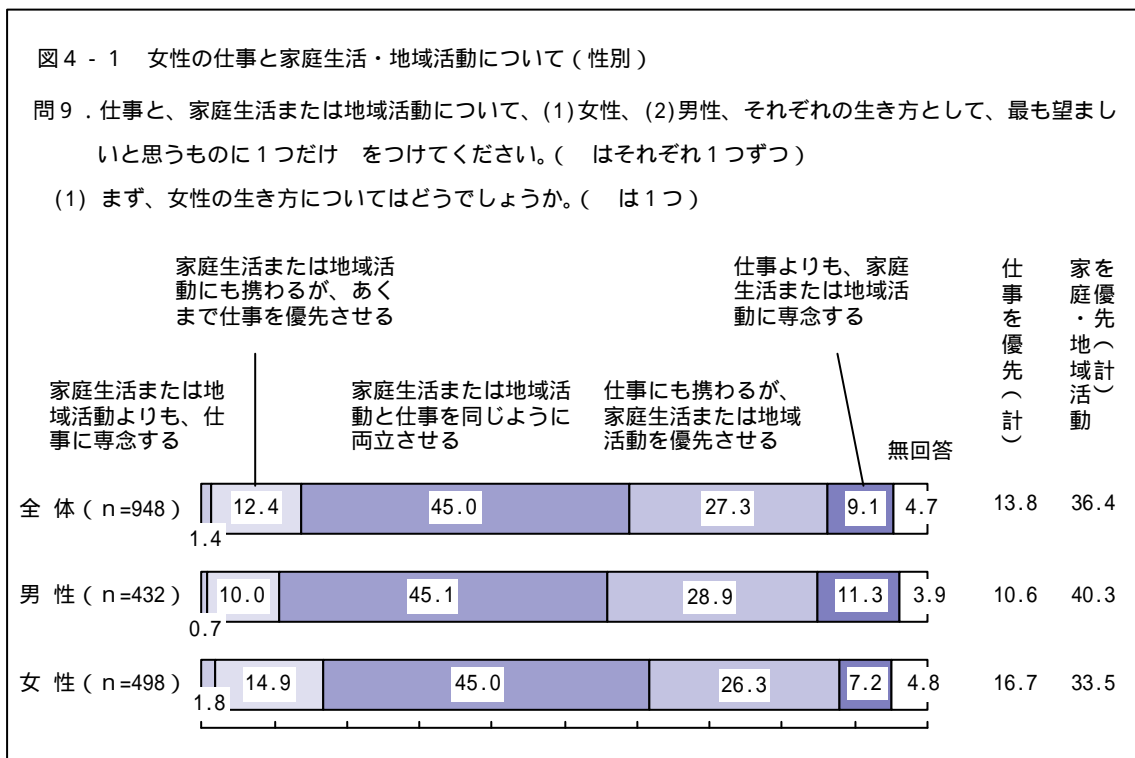 図4-1 女性の仕事と家庭生活・地域活動について(性別)
問9.仕事と、家庭生活または地域活動について、(1)女性、(2)男性、それぞれの生き方として、最も望まし
いと思うものに1つだけ をつけてください。( はそれぞれ1つずつ)
(1) まず、女性の生き方についてはどうでしょうか。( は1つ)
家庭生活または地域活
動にも携わるが、あく
まで仕事を優先させる
仕事よりも、家庭
生活または地域活
動に専念する
仕事を優先(計)
家庭・地域活動
を優先(計)
家庭生活または地
域活動よりも、仕
事に専念する
家庭生活または地域活
動と仕事を同じように
両立させる
仕事にも携わるが、
家庭生活または地域
活動を優先させる
無回答
全 体(n=948) 1.4 12.4 45.0 27.3 9.1 4.7 13.8 36.4
男 性(n=432) 0.7 10.0 45.1 28.9 11.3 3.9 10.6 40.3
女 性(n=498) 1.8 14.9 45.0 26.3 7.2 4.8 16.7 33.5